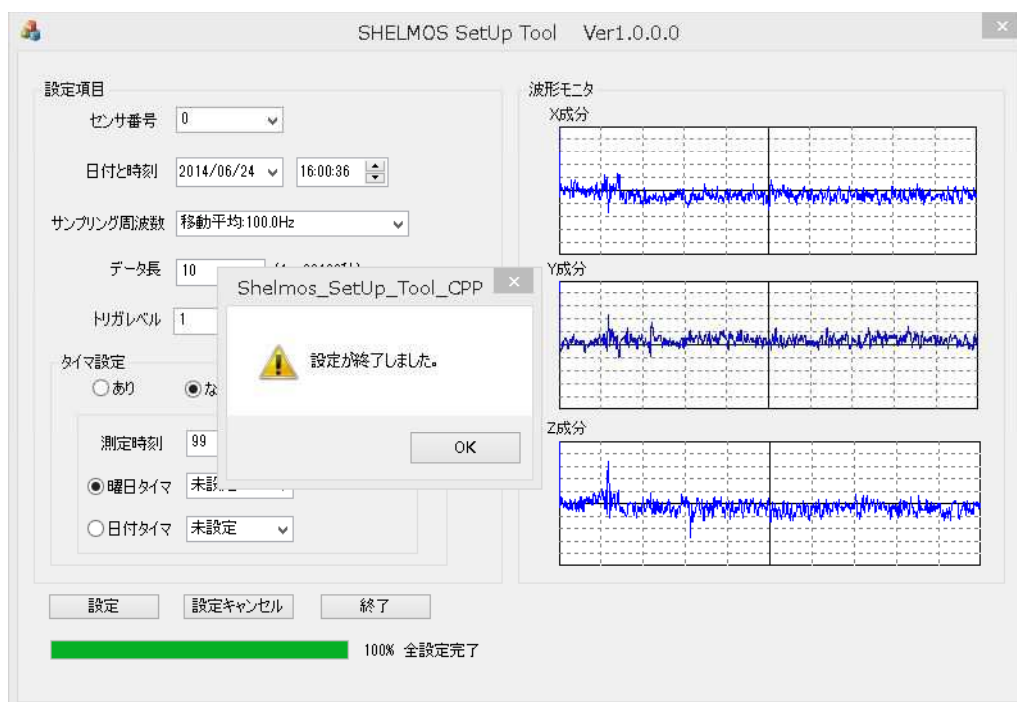 SHELMOS SetUp Tool Ver1.0.0.0
設定項目
センサ番号 0
日付と時刻 2014/06/24 16:00:36
サンプリング周波数 移動平均:100.0Hz
データ長 10
トリガレベル 1
タイマ設定
あり
測定時刻 99
曜日タイマ
日付タイマ 未設定
設定 設定キャンセル 終了
100% 全設定完了
Shelmos_SetUp_Tool_CPP
設定が終了しました。
OK
波形モニタ
X成分
Y成分
Z成分